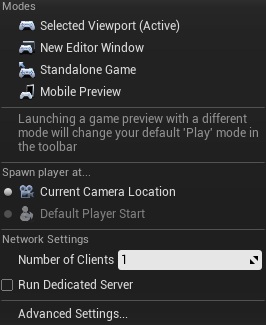 Modes
Selected Viewport (Active)
New Editor Window
Standalone Game
Mobile Preview
Launching a game preview with a different
mode will change your default 'Play' mode in
the toolbar
Spawn player at...
Current Camera Location
Default Player Start
Network Settings
Number of Clients 1
Run Dedicated Server
Advanced Settings...